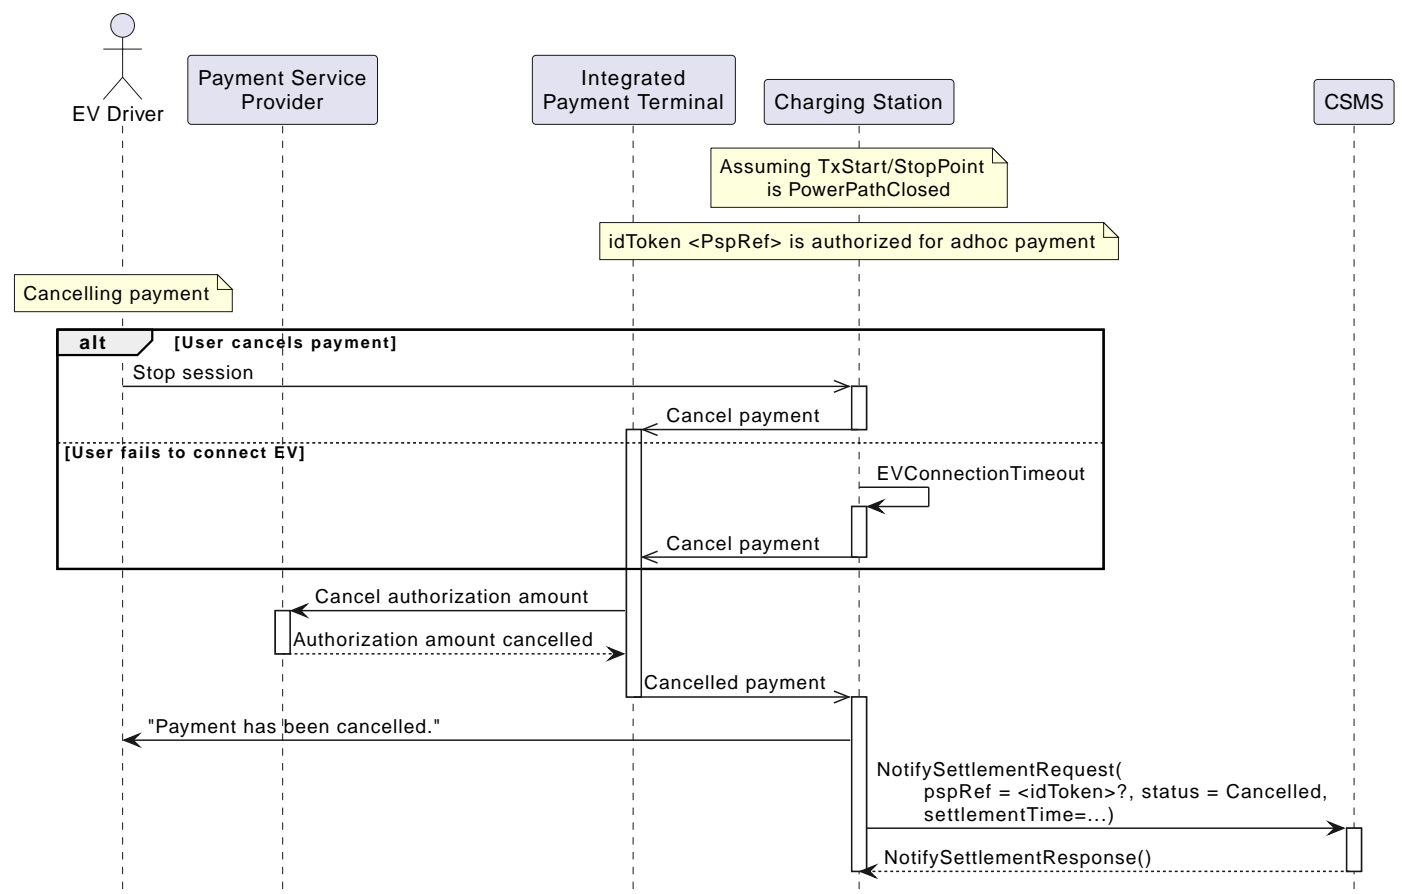 EV Driver
Payment Service
Provider
Integrated
Payment Terminal
Charging Station
CSMS
Assuming TxStart/StopPoint
is PowerPathClosed
idToken <PspRef> is authorized for adhoc payment
Cancelling payment
alt
[User cancels payment]
Stop session
Cancel payment
[User fails to connect EV]
EVConnectionTimeout
Cancel payment
Cancel authorization amount
Authorization amount cancelled
Cancelled payment
"Payment has been cancelled."
NotifySettlementRequest(
pspRef = <idToken>?, status = Cancelled,
settlementTime=...)
NotifySettlementResponse()